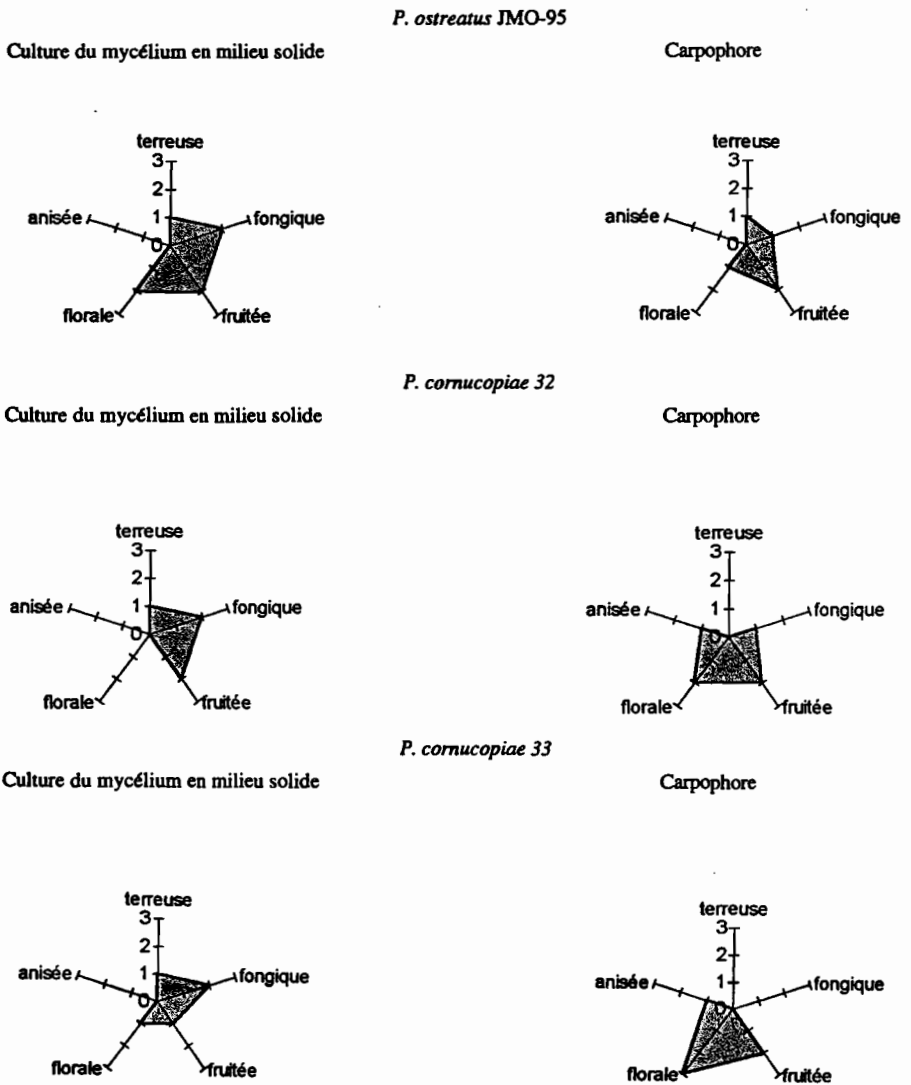 P. ostreatus JMO-95
Culture du mycélium en milieu solide
Carpophore
terreuse
3
2
1
0
anisée
fongique
florale
fruitée
terreuse
3
2
1
0
anisée
fongique
florale
fruitée
P. cornucopiae 32
Culture du mycélium en milieu solide
Carpophore
terreuse
3
2
1
0
anisée
fongique
florale
fruitée
terreuse
3
2
1
0
anisée
fongique
florale
fruitée
P. cornucopiae 33
Culture du mycélium en milieu solide
Carpophore
terreuse
3
2
1
0
anisée
fongique
florale
fruitée
terreuse
3
2
1
0
anisée
fongique
florale
fruitée